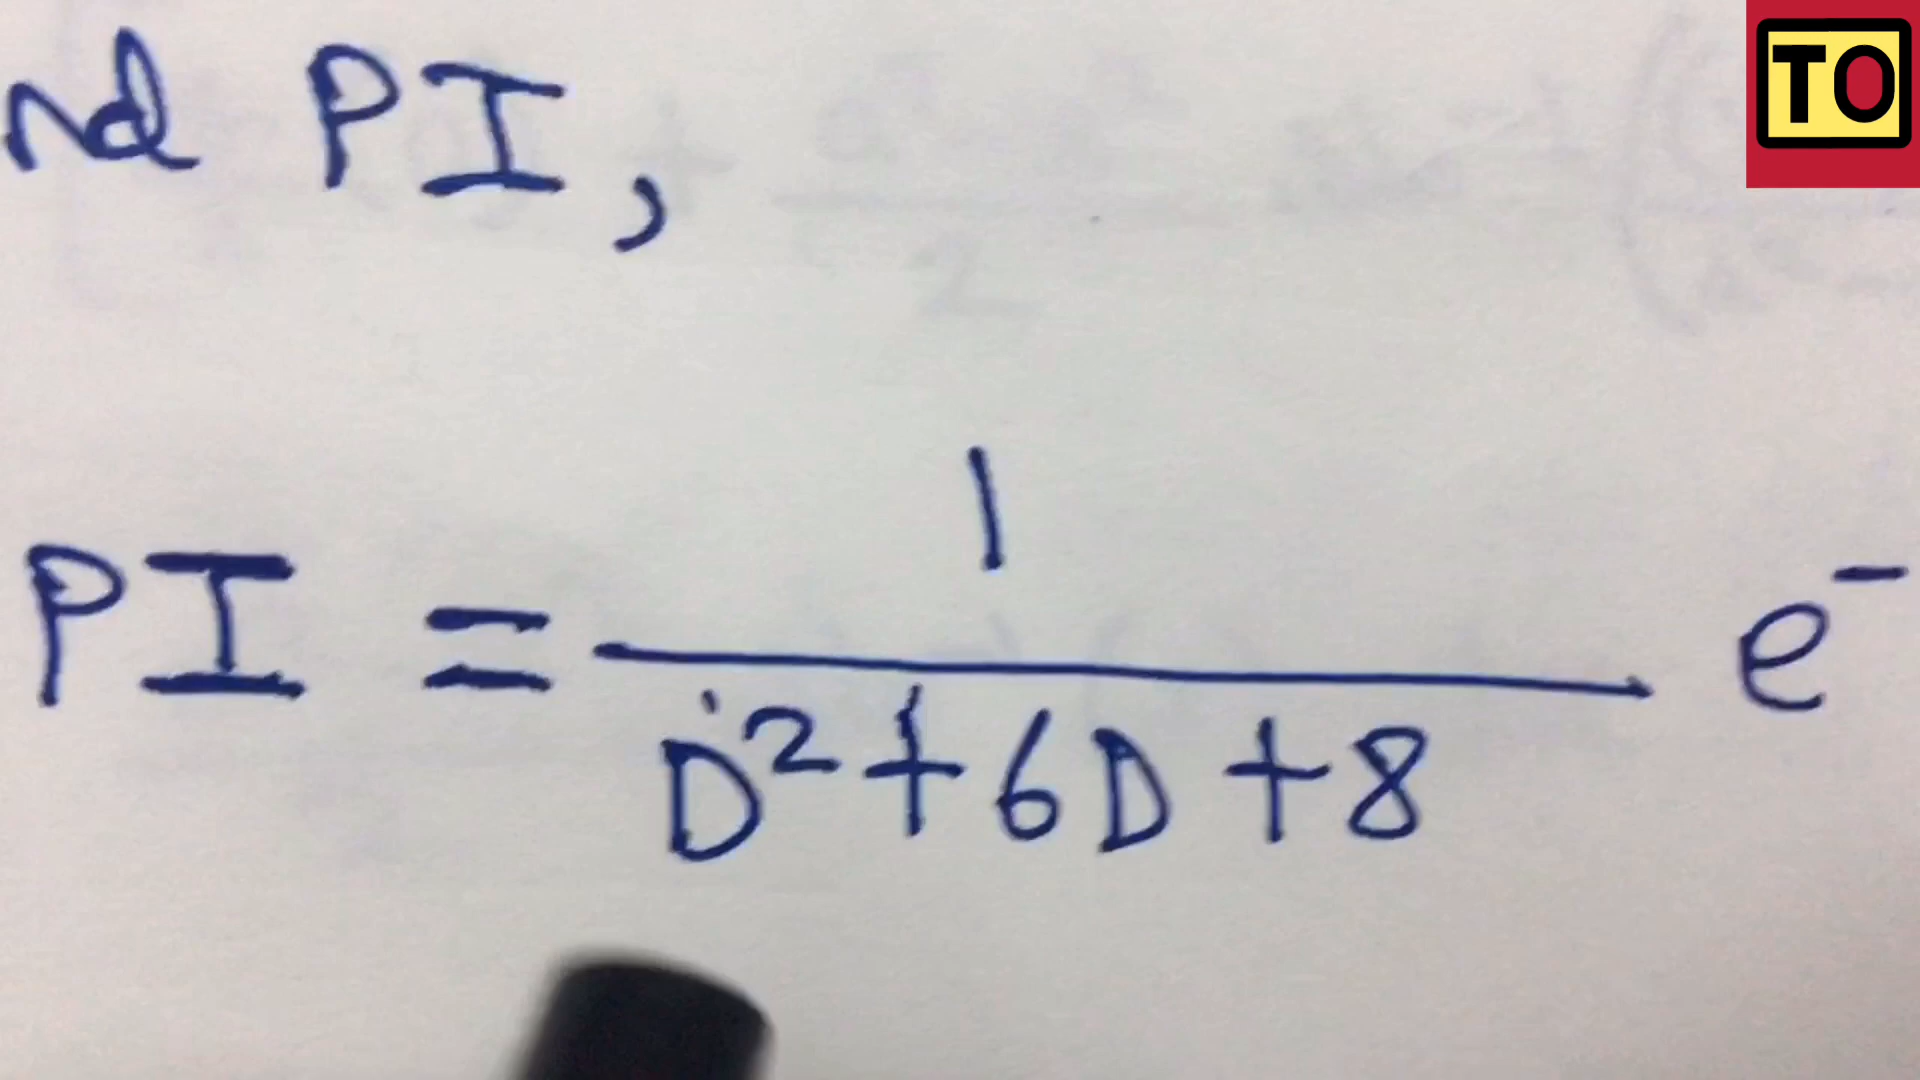 nd PI,
TO
PI = 1 / D² + 6D + 8 e⁻